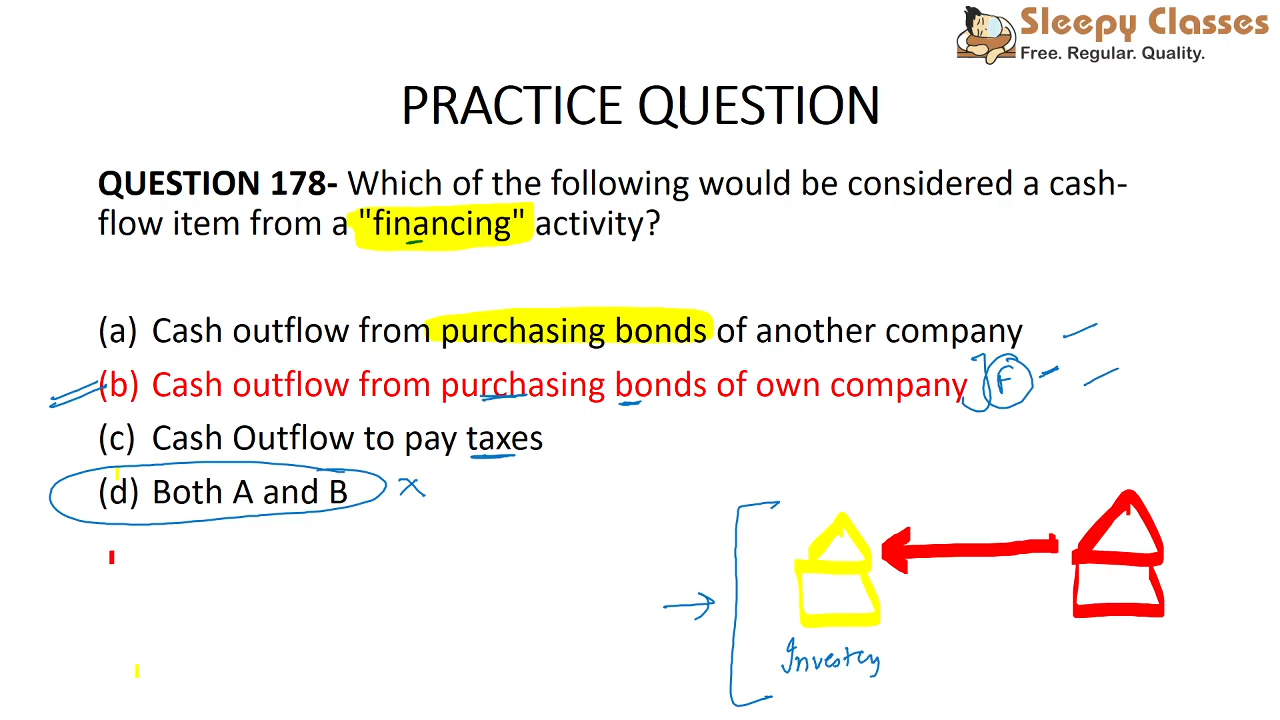 Sleepy Classes
Free. Regular. Quality.
PRACTICE QUESTION
QUESTION 178- Which of the following would be considered a cash-
flow item from a "financing" activity?
(a) Cash outflow from purchasing bonds of another company
(b) Cash outflow from purchasing bonds of own company
F
(c) Cash Outflow to pay taxes
(d) Both A and B